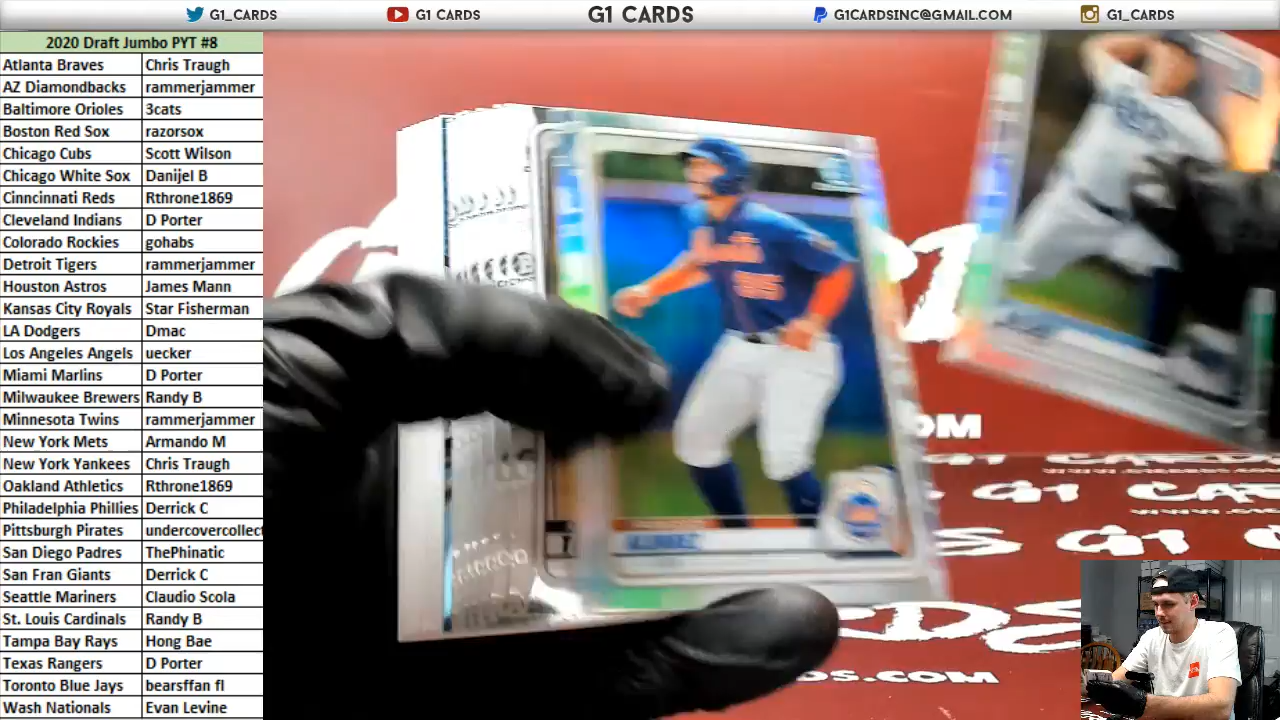 G1_CARDS
G1 CARDS
G1 CARDS
G1CARDSINC@GMAIL.COM
G1_CARDS
2020 Draft Jumbo PYT #8
Atlanta Braves Chris Traugh
AZ Diamondbacks rammerjammer
Baltimore Orioles 3cats
Boston Red Sox razorsox
Chicago Cubs Scott Wilson
Chicago White Sox Danijel B
Cinncinnati Reds Rthrone1869
Cleveland Indians D Porter
Colorado Rockies gohabs
Detroit Tigers rammerjammer
Houston Astros James Mann
Kansas City Royals Star Fisherman
LA Dodgers Dmac
Los Angeles Angels uecker
Miami Marlins D Porter
Milwaukee Brewers Randy B
Minnesota Twins rammerjammer
New York Mets Armando M
New York Yankees Chris Traugh
Oakland Athletics Rthrone1869
Philadelphia Phillies Derrick C
Pittsburgh Pirates undercovercollect
San Diego Padres ThePhinatic
San Fran Giants Derrick C
Seattle Mariners Claudio Scola
St. Louis Cardinals Randy B
Tampa Bay Rays Hong Bae
Texas Rangers D Porter
Toronto Blue Jays bearsffan fl
Wash Nationals Evan Levine
G1 CARDS